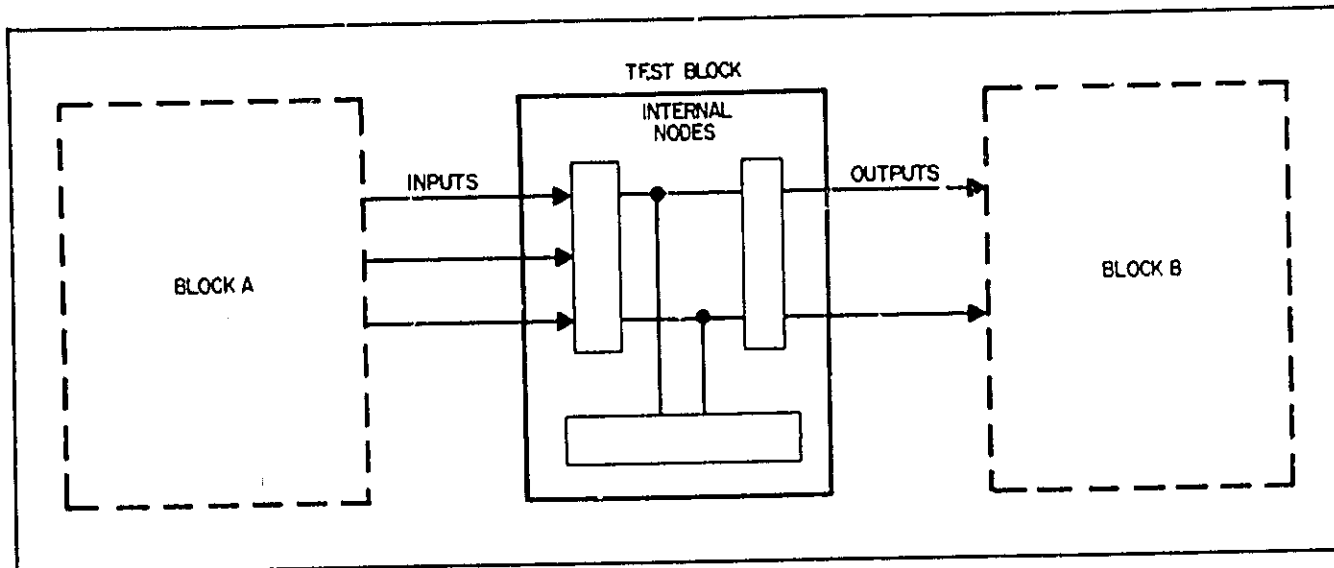 TEST BLOCK
INTERNAL
NODES
INPUTS
OUTPUTS
BLOCK A
BLOCK B